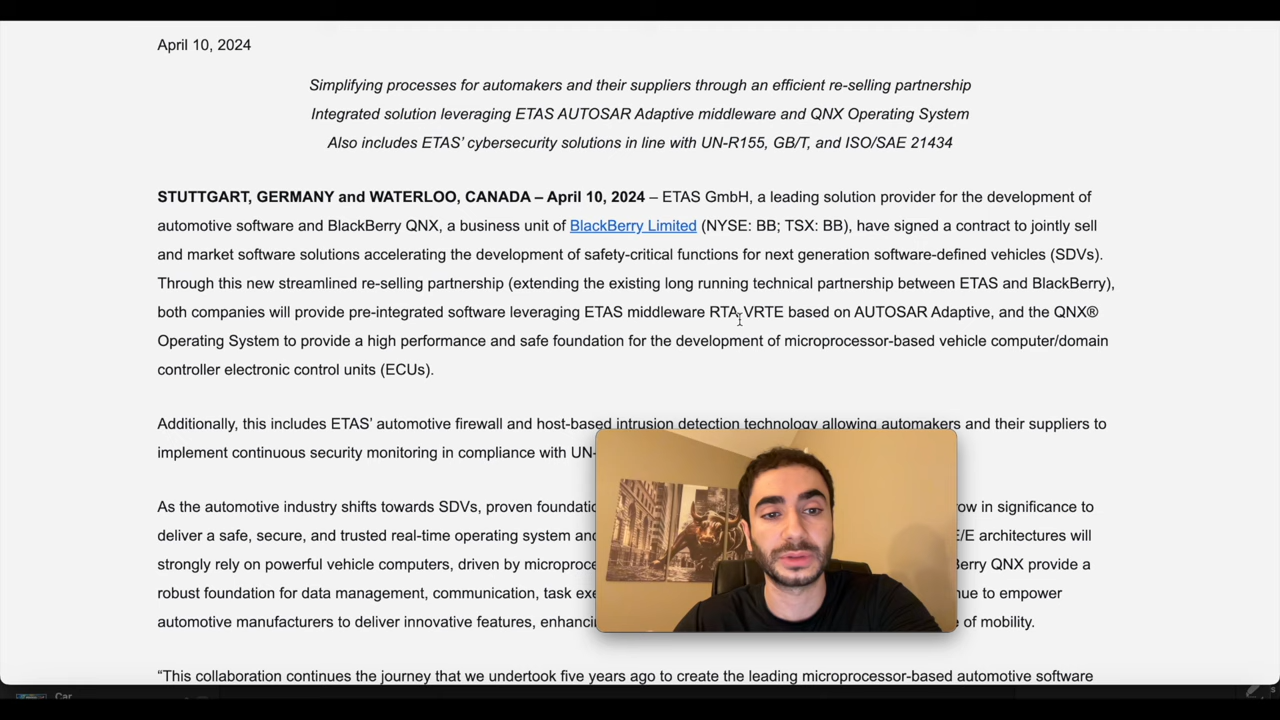 April 10, 2024
Simplifying processes for automakers and their suppliers through an efficient re-selling partnership
Integrated solution leveraging ETAS AUTOSAR Adaptive middleware and QNX Operating System
Also includes ETAS’ cybersecurity solutions in line with UN-R155, GB/T, and ISO/SAE 21434
STUTTGART, GERMANY and WATERLOO, CANADA – April 10, 2024 – ETAS GmbH, a leading solution provider for the development of
automotive software and BlackBerry QNX, a business unit of BlackBerry Limited (NYSE: BB; TSX: BB), have signed a contract to jointly sell
and market software solutions accelerating the development of safety-critical functions for next generation software-defined vehicles (SDVs).
Through this new streamlined re-selling partnership (extending the existing long running technical partnership between ETAS and BlackBerry),
both companies will provide pre-integrated software leveraging ETAS middleware RTA-VRTE based on AUTOSAR Adaptive, and the QNX®
Operating System to provide a high performance and safe foundation for the development of microprocessor-based vehicle computer/domain
controller electronic control units (ECUs).
Additionally, this includes ETAS’ automotive firewall and host-based intrusion detection technology allowing automakers and their suppliers to
implement continuous security monitoring in compliance with UN-
As the automotive industry shifts towards SDVs, proven foundatio row in significance to
deliver a safe, secure, and trusted real-time operating system and E/E architectures will
strongly rely on powerful vehicle computers, driven by microproce Berry QNX provide a
robust foundation for data management, communication, task exe nue to empower
automotive manufacturers to deliver innovative features, enhancin of mobility.
“This collaboration continues the journey that we undertook five years ago to create the leading microprocessor-based automotive software
Car